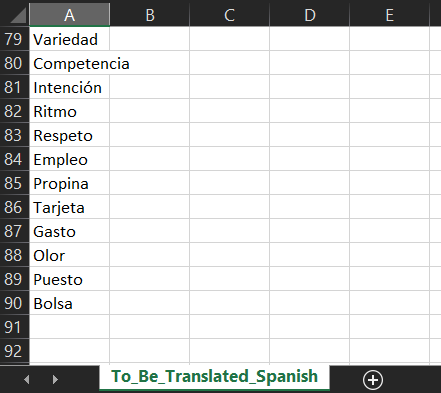 A B C D E
79 Variedad
80 Competencia
81 Intención
82 Ritmo
83 Respeto
84 Empleo
85 Propina
86 Tarjeta
87 Gasto
88 Olor
89 Puesto
90 Bolsa
91
92
To_Be_Translated_Spanish